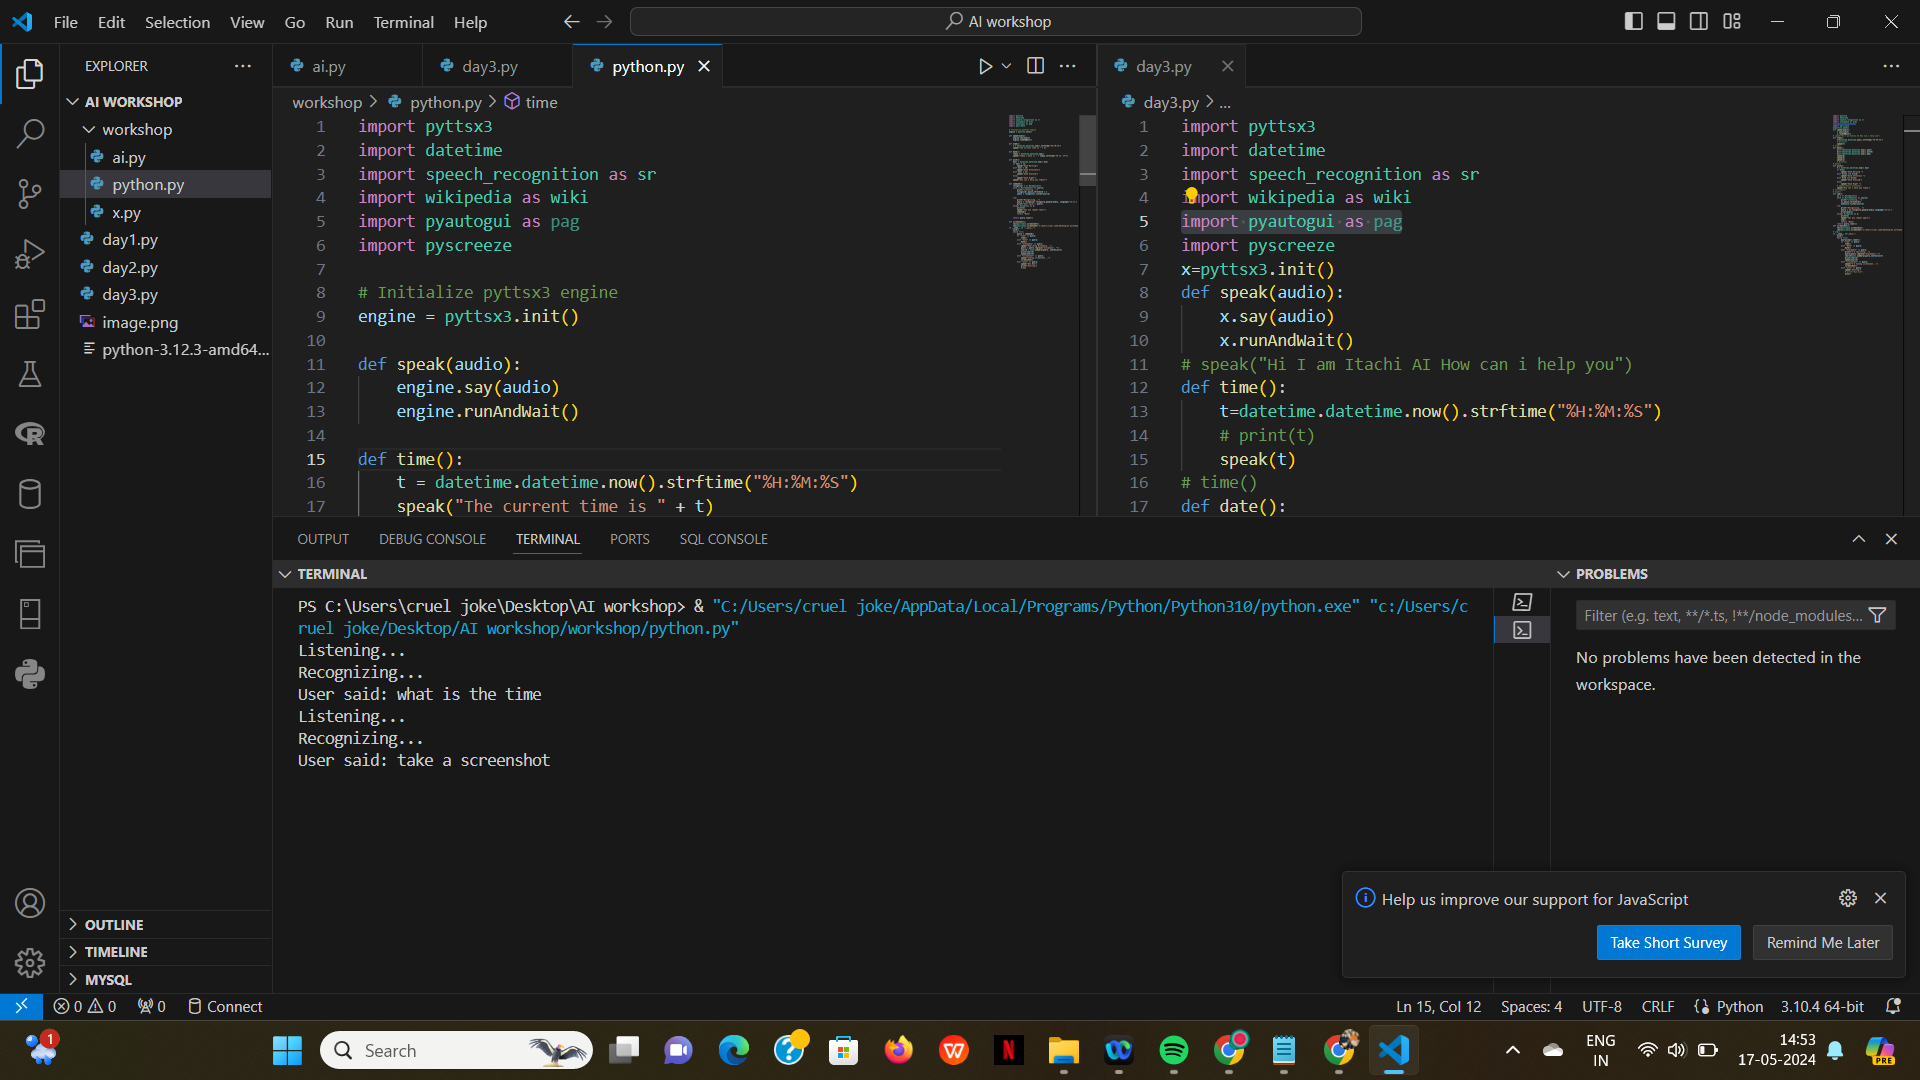 File Edit Selection View Go Run Terminal Help
AI workshop
EXPLORER
AI WORKSHOP
workshop
ai.py
python.py
x.py
day1.py
day2.py
day3.py
image.png
python-3.12.3-amd64...
OUTLINE
TIMELINE
MYSQL
ai.py day3.py python.py
workshop > python.py > time
1 import pyttsx3
2 import datetime
3 import speech_recognition as sr
4 import wikipedia as wiki
5 import pyautogui as pag
6 import pyscreeze
7
8 # Initialize pyttsx3 engine
9 engine = pyttsx3.init()
10
11 def speak(audio):
12 engine.say(audio)
13 engine.runAndWait()
14
15 def time():
16 t = datetime.datetime.now().strftime("%H:%M:%S")
17 speak("The current time is " + t)
day3.py
day3.py > ...
1 import pyttsx3
2 import datetime
3 import speech_recognition as sr
4 import wikipedia as wiki
5 import pyautogui as pag
6 import pyscreeze
7 x=pyttsx3.init()
8 def speak(audio):
9 x.say(audio)
10 x.runAndWait()
11 # speak("Hi I am Itachi AI How can i help you")
12 def time():
13 t=datetime.datetime.now().strftime("%H:%M:%S")
14 # print(t)
15 speak(t)
16 # time()
17 def date():
OUTPUT DEBUG CONSOLE TERMINAL PORTS SQL CONSOLE
TERMINAL
PS C:\Users\cruel joke\Desktop\AI workshop> & "C:/Users/cruel joke/AppData/Local/Programs/Python/Python310/python.exe" "c:/Users/c
ruel joke/Desktop/AI workshop/workshop/python.py"
Listening...
Recognizing...
User said: what is the time
Listening...
Recognizing...
User said: take a screenshot
PROBLEMS
Filter (e.g. text, **/*.ts, !**/node_modules...
No problems have been detected in the
workspace.
Help us improve our support for JavaScript
Take Short Survey Remind Me Later
0 0 0 Connect
Ln 15, Col 12 Spaces: 4 UTF-8 CRLF Python 3.10.4 64-bit
1
Search
ENG
IN
14:53
17-05-2024
PRE